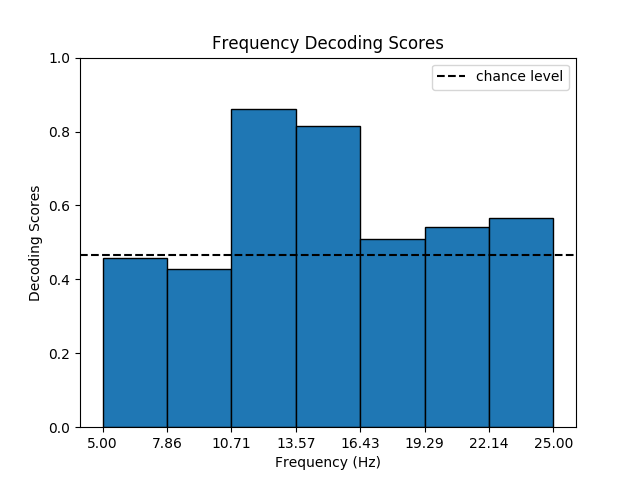 Frequency Decoding Scores
chance level
1.0
0.8
0.6
0.4
0.2
0.0
Decoding Scores
5.00 7.86 10.71 13.57 16.43 19.29 22.14 25.00
Frequency (Hz)